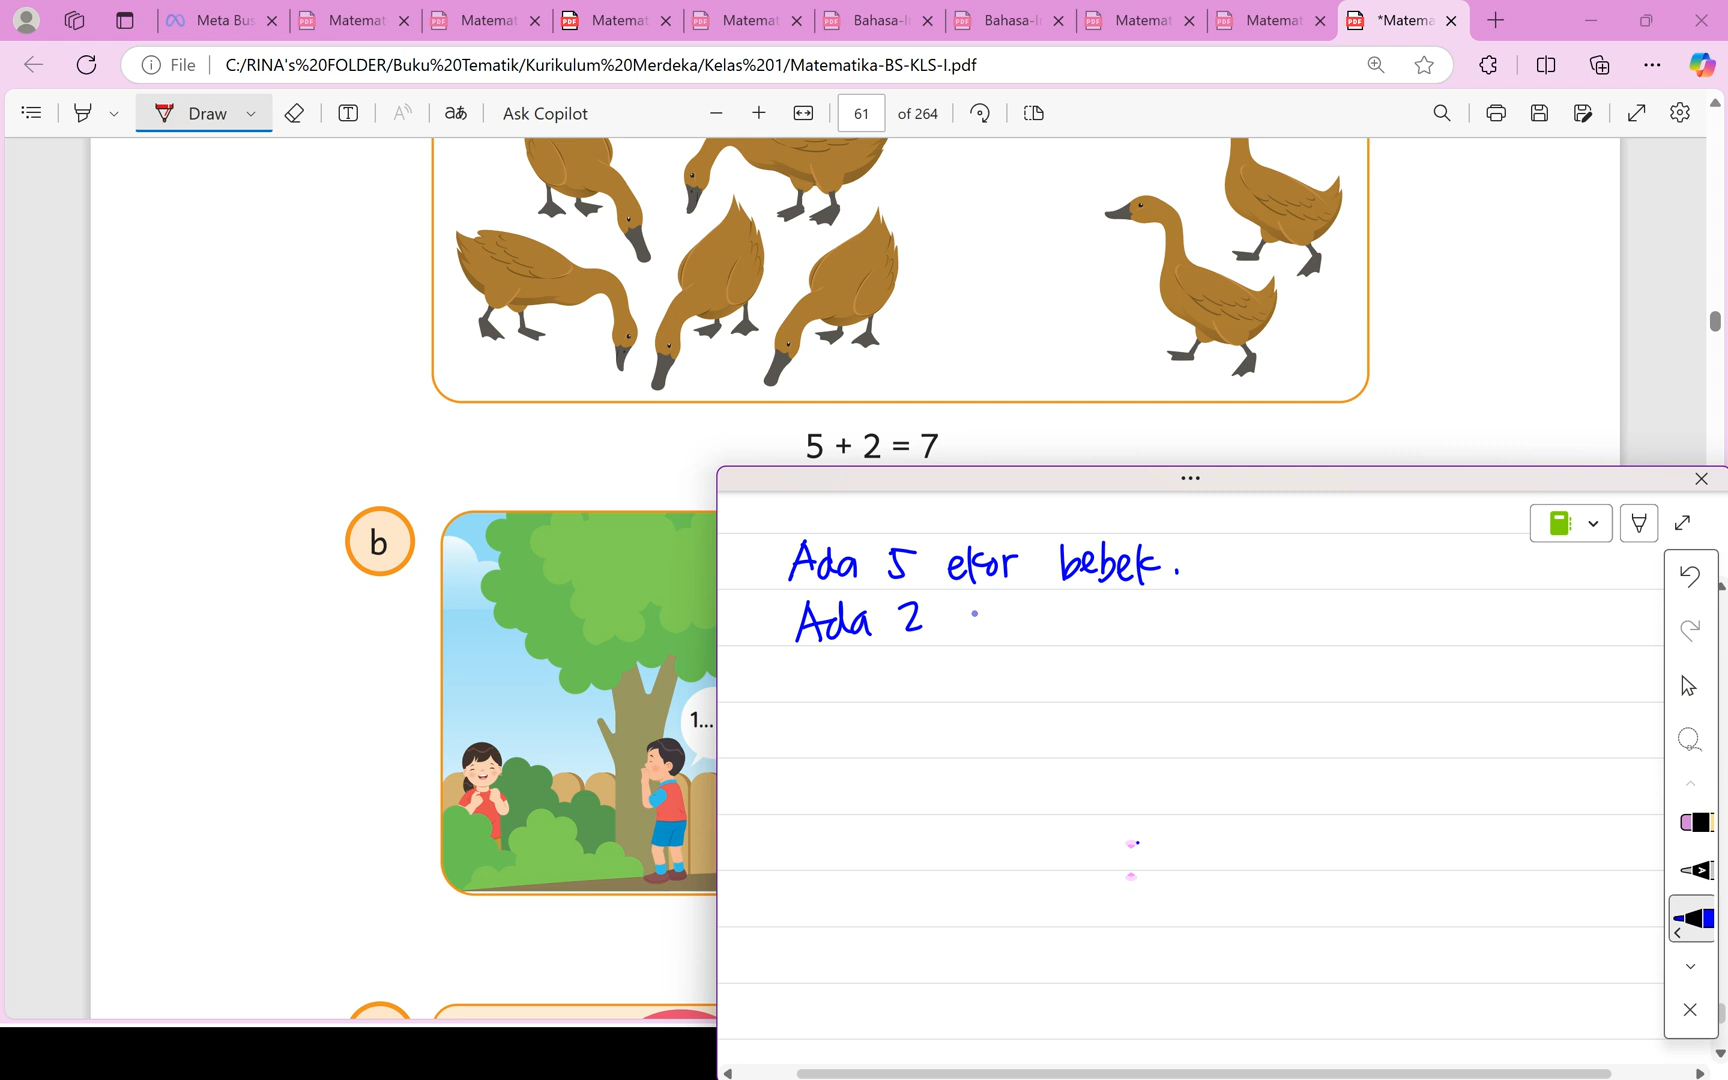 Meta Bus
Matemat
Matemat
Matemat
Matemat
Bahasa-I
Bahasa-I
Matemat
Matemat
*Matema
File
C:/RINA's%20FOLDER/Buku%20Tematik/Kurikulum%20Merdeka/Kelas%201/Matematika-BS-KLS-I.pdf
Draw
Ask Copilot
61
of 264
5 + 2 = 7
b
1...
Ada 5 ekor bebek.
Ada 2